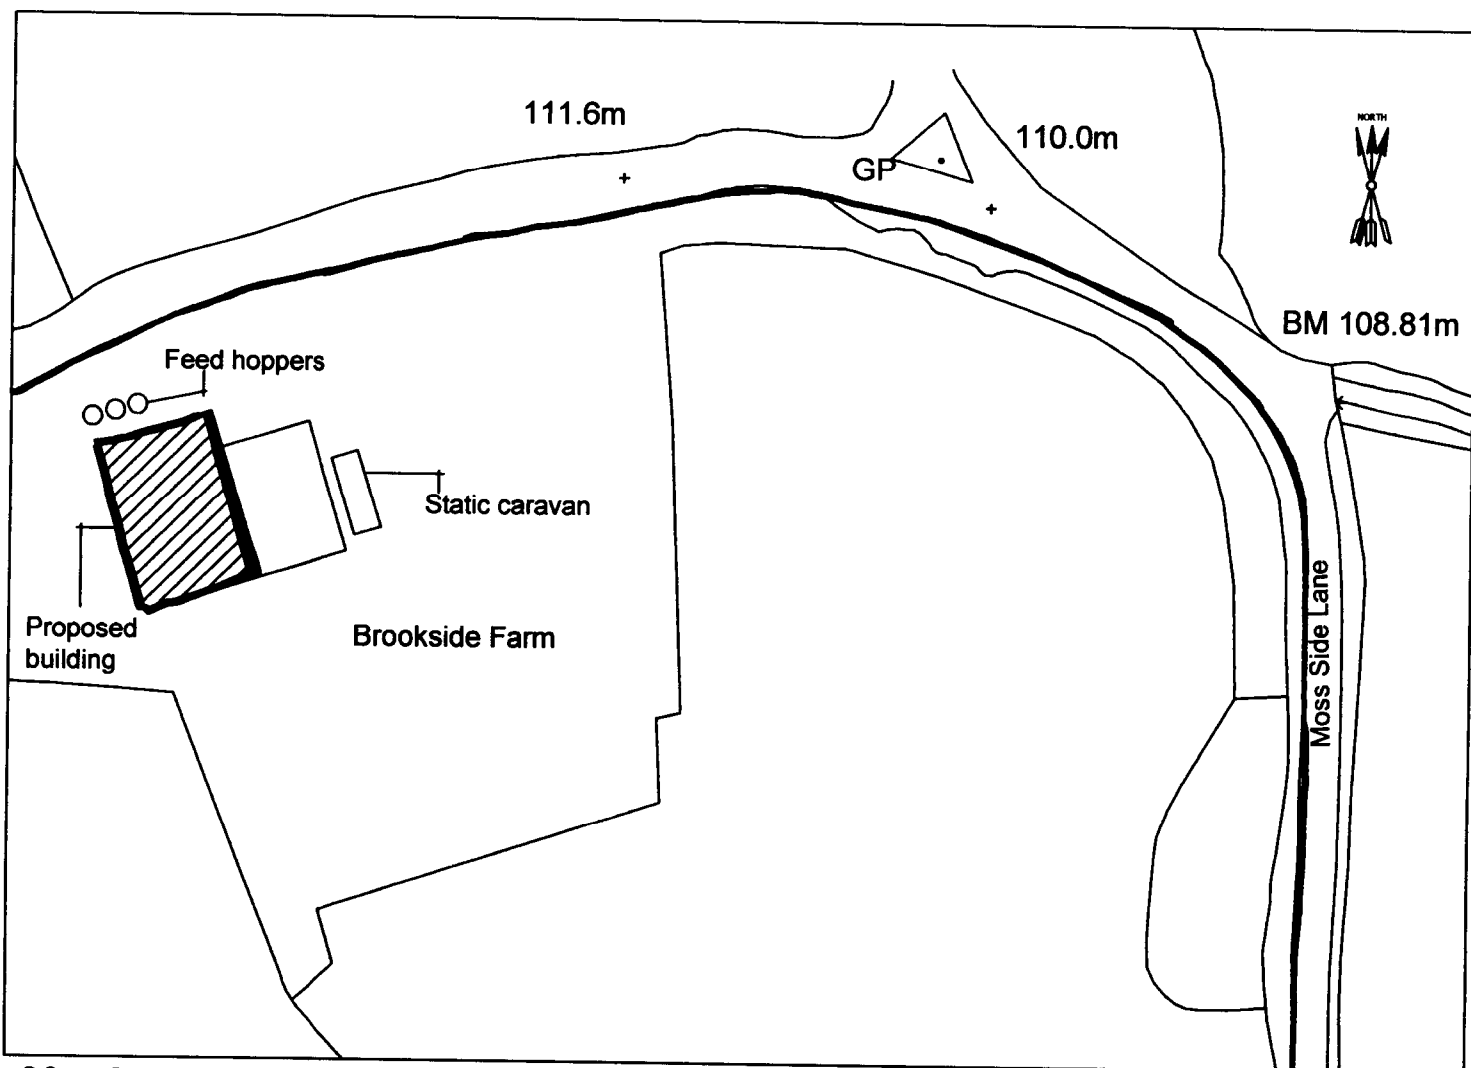 111.6m
110.0m
GP
NORTH
BM 108.81m
Feed hoppers
Static caravan
Proposed
building
Brookside Farm
Moss Side Lane